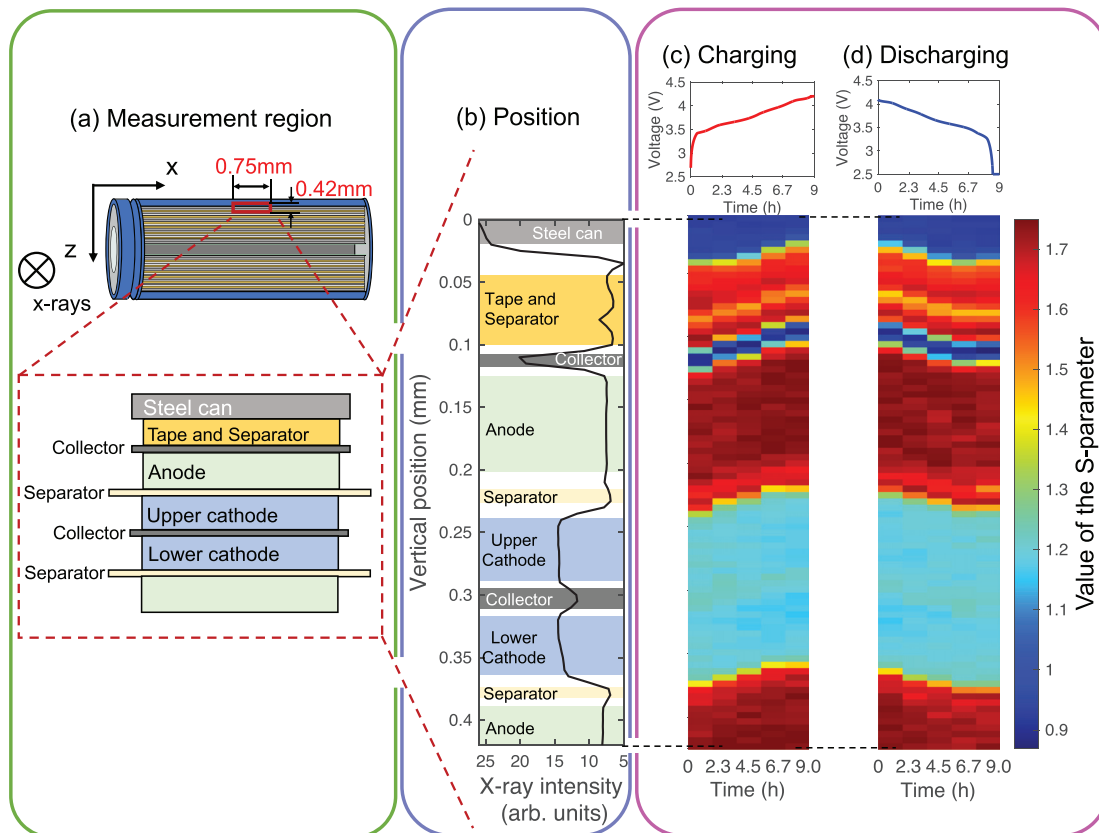 (a) Measurement region
x
0.75mm
0.42mm
z
x-rays
Steel can
Tape and Separator
Collector
Anode
Separator
Upper cathode
Collector
Lower cathode
Separator
(b) Position
0
0.05
0.1
0.15
0.2
0.25
0.3
0.35
0.4
Vertical position (mm)
Steel can
Tape and
Separator
Collector
Anode
Separator
Upper
Cathode
Collector
Lower
Cathode
Separator
Anode
25 20 15 10 5
X-ray intensity
(arb. units)
(c) Charging
4.5
4
3.5
3
2.5
Voltage (V)
0 2.3 4.5 6.7 9
Time (h)
(d) Discharging
4.5
4
3.5
3
2.5
Voltage (V)
0 2.3 4.5 6.7 9
Time (h)
0 2.3 4.5 6.7 9.0
Time (h)
0 2.3 4.5 6.7 9.0
Time (h)
1.7
1.6
1.5
1.4
1.3
1.2
1.1
1
0.9
Value of the S-parameter